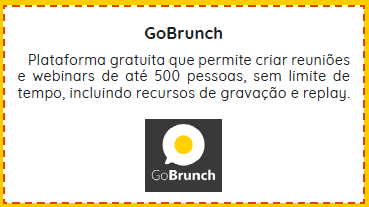 GoBrunch
Plataforma gratuita que permite criar reuniões
e webinars de até 500 pessoas, sem limite de
tempo, incluindo recursos de gravação e replay.
GoBrunch